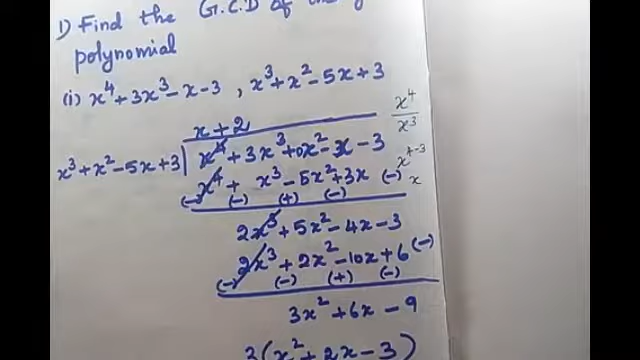 1) Find the G.C.D of the
polynomial
(i) x⁴+3x³-x-3 , x³+x²-5x+3
x+2
x³+x²-5x+3 | x⁴+3x³+0x²-x-3
x⁴+ x³-5x²+3x
(-) (-) (+) (-) (-)
2x³+5x²-4x-3
2x³+2x²-10x+6 (-)
(-) (-) (+) (-)
3x²+6x-9
3(x²+2x-3)
x⁴
x³
x⁴⁻³
x